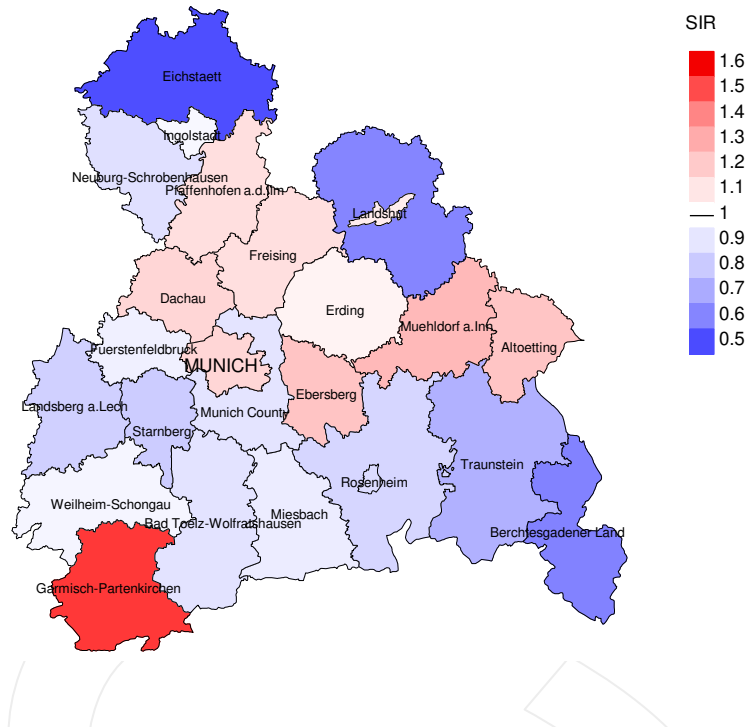 SIR
1.6
1.5
1.4
1.3
1.2
1.1
1
0.9
0.8
0.7
0.6
0.5
Eichstaett
Ingolstadt
Neuburg-Schrobenhausen
Pfaffenhofen a.d.Ilm
Landshut
Freising
Dachau
Erding
Muehldorf a.Inn
Altoetting
Fuerstenfeldbruck
MUNICH
Ebersberg
Landsberg a.Lech
Munich County
Starnberg
Traunstein
Rosenheim
Weilheim-Schongau
Miesbach
Bad Toelz-Wolfratshausen
Berchtesgadener Land
Garmisch-Partenkirchen